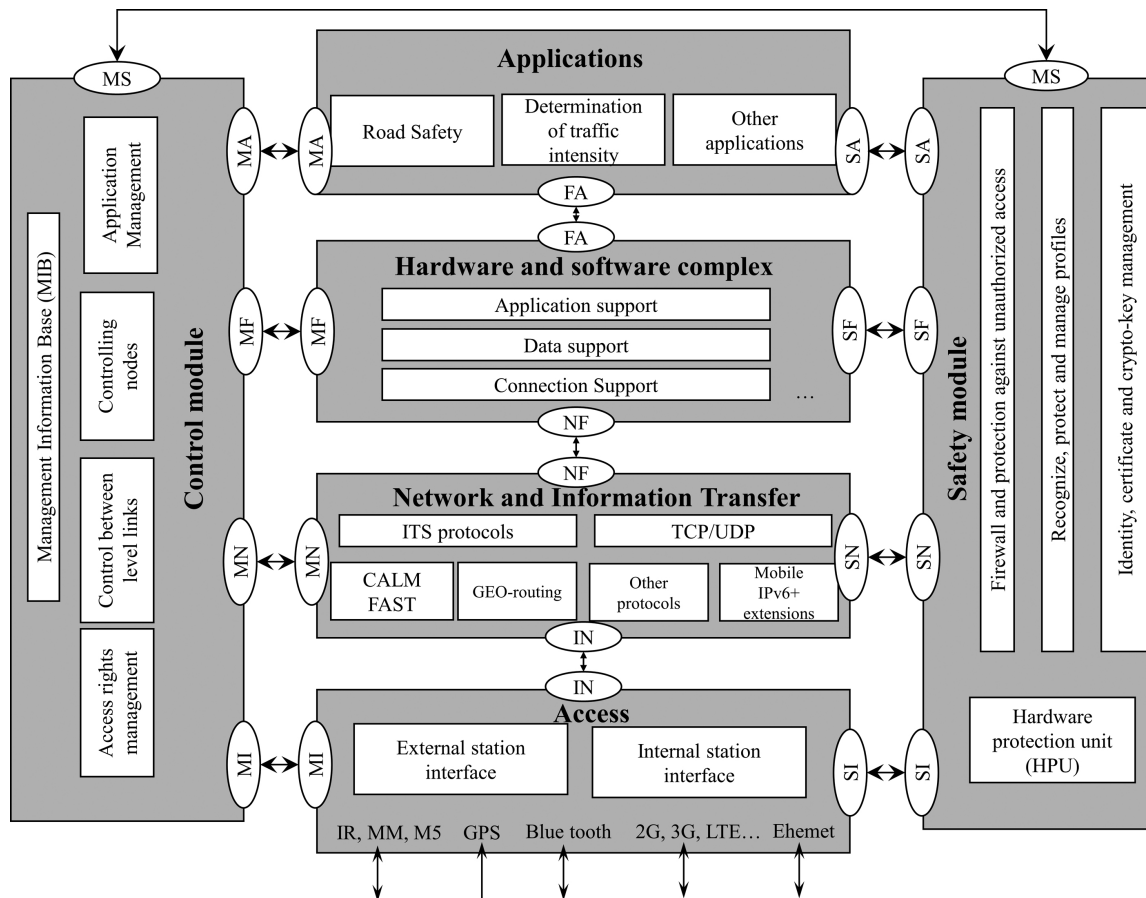 MS
MS
Applications
Road Safety
Determination
of traffic
intensity
Other
applications
MA
MA
SA
SA
FA
FA
Hardware and software complex
Application support
Data support
Connection Support
...
MF
MF
SF
SF
NF
NF
Network and Information Transfer
ITS protocols
TCP/UDP
CALM
FAST
GEO-routing
Other
protocols
Mobile
IPv6+
extensions
MN
MN
SN
SN
IN
IN
Access
External station
interface
Internal station
interface
MI
MI
SI
SI
IR, MM, M5
GPS
Blue tooth
2G, 3G, LTE...
Ehemet
Control module
Management Information Base (MIB)
Application
Management
Controlling
nodes
Control between
level links
Access rights
management
Safety module
Firewall and protection against unauthorized access
Recognize, protect and manage profiles
Identity, certificate and crypto-key management
Hardware
protection unit
(HPU)